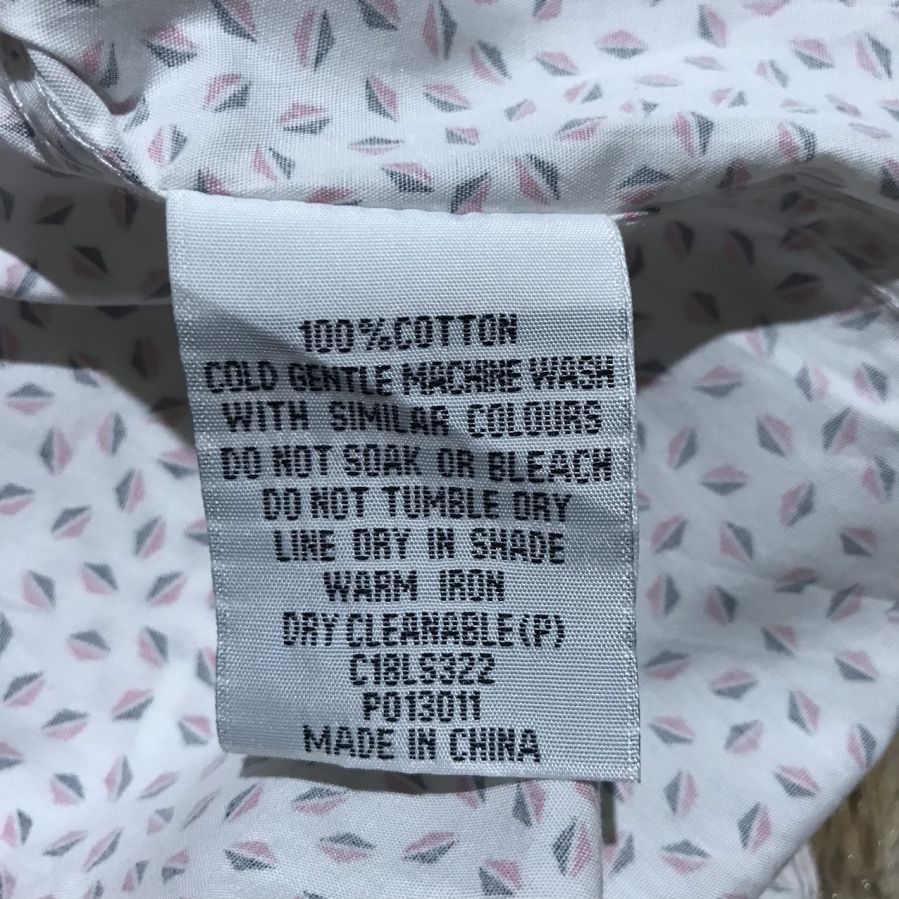 100%COTTON
COLD GENTLE MACHINE WASH
WITH SIMILAR COLOURS
DO NOT SOAK OR BLEACH
DO NOT TUMBLE DRY
LINE DRY IN SHADE
WARM IRON
DRY CLEANABLE(P)
C18LS322
PO13011
MADE IN CHINA